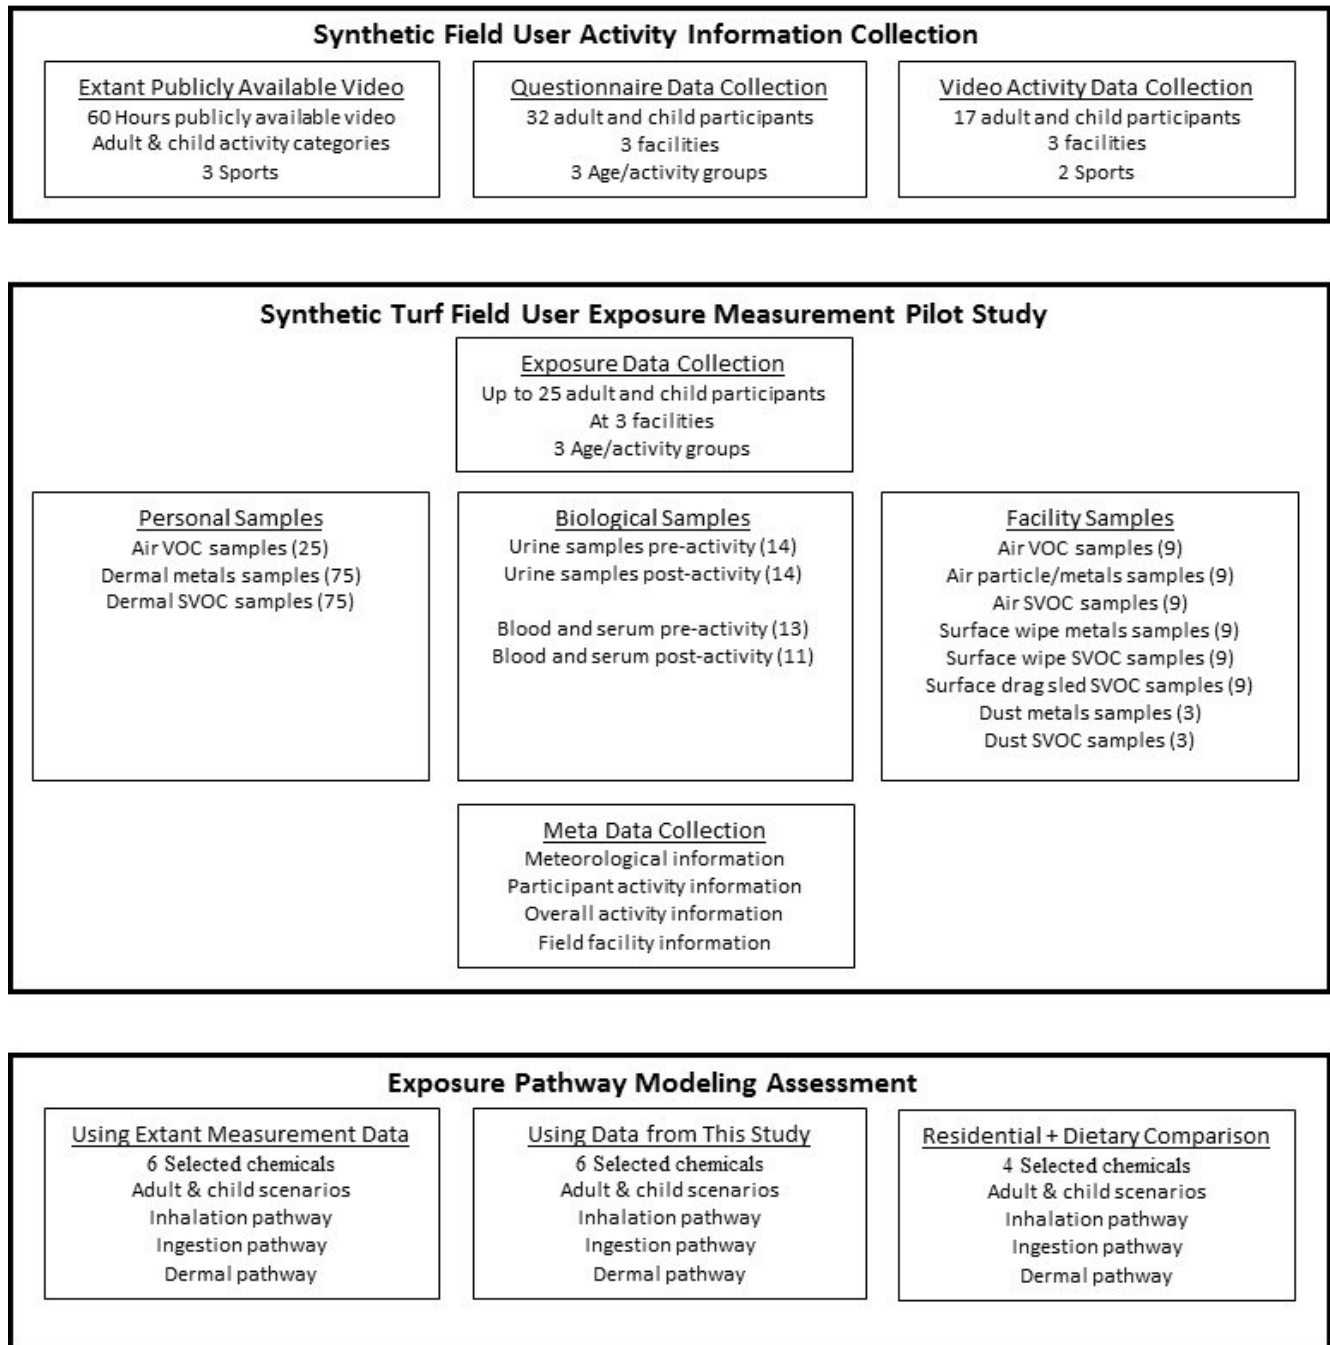 Synthetic Field User Activity Information Collection
Extant Publicly Available Video
60 Hours publicly available video
Adult & child activity categories
3 Sports
Questionnaire Data Collection
32 adult and child participants
3 facilities
3 Age/activity groups
Video Activity Data Collection
17 adult and child participants
3 facilities
2 Sports
Synthetic Turf Field User Exposure Measurement Pilot Study
Exposure Data Collection
Up to 25 adult and child participants
At 3 facilities
3 Age/activity groups
Personal Samples
Air VOC samples (25)
Dermal metals samples (75)
Dermal SVOC samples (75)
Biological Samples
Urine samples pre-activity (14)
Urine samples post-activity (14)
Blood and serum pre-activity (13)
Blood and serum post-activity (11)
Facility Samples
Air VOC samples (9)
Air particle/metals samples (9)
Air SVOC samples (9)
Surface wipe metals samples (9)
Surface wipe SVOC samples (9)
Surface drag sled SVOC samples (9)
Dust metals samples (3)
Dust SVOC samples (3)
Meta Data Collection
Meteorological information
Participant activity information
Overall activity information
Field facility information
Exposure Pathway Modeling Assessment
Using Extant Measurement Data
6 Selected chemicals
Adult & child scenarios
Inhalation pathway
Ingestion pathway
Dermal pathway
Using Data from This Study
6 Selected chemicals
Adult & child scenarios
Inhalation pathway
Ingestion pathway
Dermal pathway
Residential + Dietary Comparison
4 Selected chemicals
Adult & child scenarios
Inhalation pathway
Ingestion pathway
Dermal pathway